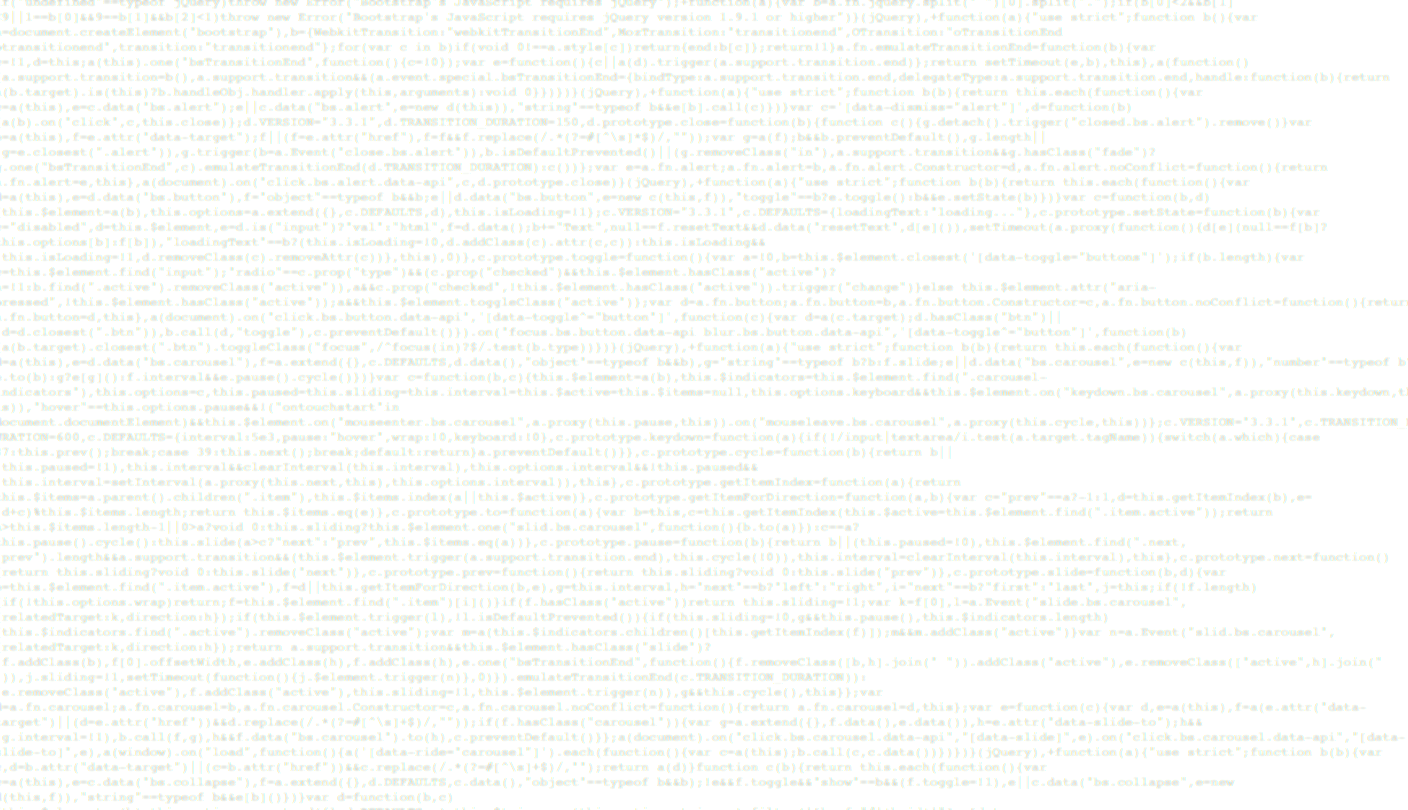 f("undefined"==typeof jQuery)throw new Error("Bootstrap's JavaScript requires jQuery");+function(a){var b=a.fn.jquery.split(" ")[0].split(".");if(b[0]<2&&b[1]
9||1==b[0]&&9==b[1]&&b[2]<1)throw new Error("Bootstrap's JavaScript requires jQuery version 1.9.1 or higher")}(jQuery),+function(a){"use strict";function b(){var
=document.createElement("bootstrap"),b={WebkitTransition:"webkitTransitionEnd",MozTransition:"transitionend",OTransition:"oTransitionEnd
transitionend",transition:"transitionend"};for(var c in b)if(void 0!==a.style[c])return{end:b[c]};return!1}a.fn.emulateTransitionEnd=function(b){var
=!1,d=this;a(this).one("bsTransitionEnd",function(){c=!0});var e=function(){c||a(d).trigger(a.support.transition.end)};return setTimeout(e,b),this},a(function()
a.support.transition=b(),a.support.transition&&(a.event.special.bsTransitionEnd={bindType:a.support.transition.end,delegateType:a.support.transition.end,handle:function(b){return
(b.target).is(this)?b.handleObj.handler.apply(this,arguments):void 0}})})}(jQuery),+function(a){"use strict";function b(b){return this.each(function(){var
=a(this),e=c.data("bs.alert");e||c.data("bs.alert",e=new d(this)),"string"==typeof b&&e[b].call(c)})}var c='[data-dismiss="alert"]',d=function(b)
a(b).on("click",c,this.close)};d.VERSION="3.3.1",d.TRANSITION_DURATION=150,d.prototype.close=function(b){function c(){g.detach().trigger("closed.bs.alert").remove()}var
=a(this),f=e.attr("data-target");f||(f=e.attr("href"),f=f&&f.replace(/.*(?=#[^\s]*$)/,""));var g=a(f);b&&b.preventDefault(),g.length||
g=e.closest(".alert")),g.trigger(b=a.Event("close.bs.alert")),b.isDefaultPrevented()||(g.removeClass("in"),a.support.transition&&g.hasClass("fade")?
.one("bsTransitionEnd",c).emulateTransitionEnd(d.TRANSITION_DURATION):c())};var e=a.fn.alert;a.fn.alert=b,a.fn.alert.Constructor=d,a.fn.alert.noConflict=function(){return
.fn.alert=e,this},a(document).on("click.bs.alert.data-api",c,d.prototype.close)}(jQuery),+function(a){"use strict";function b(b){return this.each(function(){var
=a(this),e=d.data("bs.button"),f="object"==typeof b&&b;e||d.data("bs.button",e=new c(this,f)),"toggle"==b?e.toggle():b&&e.setState(b)})}var c=function(b,d)
this.$element=a(b),this.options=a.extend({},c.DEFAULTS,d),this.isLoading=!1};c.VERSION="3.3.1",c.DEFAULTS={loadingText:"loading..."},c.prototype.setState=function(b){var
="disabled",d=this.$element,e=d.is("input")?"val":"html",f=d.data();b+="Text",null==f.resetText&&d.data("resetText",d[e]()),setTimeout(a.proxy(function(){d[e](null==f[b]?
his.options[b]:f[b]),"loadingText"==b?(this.isLoading=!0,d.addClass(c).attr(c,c)):this.isLoading&&
this.isLoading=!1,d.removeClass(c).removeAttr(c))},this),0)},c.prototype.toggle=function(){var a=!0,b=this.$element.closest('[data-toggle="buttons"]');if(b.length){var
=this.$element.find("input");"radio"==c.prop("type")&&(c.prop("checked")&&this.$element.hasClass("active")?
=!1:b.find(".active").removeClass("active")),a&&c.prop("checked",!this.$element.hasClass("active")).trigger("change")}else this.$element.attr("aria-
ressed",!this.$element.hasClass("active"));a&&this.$element.toggleClass("active")};var d=a.fn.button;a.fn.button=b,a.fn.button.Constructor=c,a.fn.button.noConflict=function(){return
.fn.button=d,this},a(document).on("click.bs.button.data-api",'[data-toggle^="button"]',function(c){var d=a(c.target);d.hasClass("btn")||
d=d.closest(".btn")),b.call(d,"toggle"),c.preventDefault()}).on("focus.bs.button.data-api blur.bs.button.data-api",'[data-toggle^="button"]',function(b)
a(b.target).closest(".btn").toggleClass("focus",/^focus(in)?$/.test(b.type))})}(jQuery),+function(a){"use strict";function b(b){return this.each(function(){var
=a(this),e=d.data("bs.carousel"),f=a.extend({},c.DEFAULTS,d.data(),"object"==typeof b&&b),g="string"==typeof b?b:f.slide;e||d.data("bs.carousel",e=new c(this,f)),"number"==typeof b
.to(b):g?e[g]():f.interval&&e.pause().cycle()})}var c=function(b,c){this.$element=a(b),this.$indicators=this.$element.find(".carousel-
ndicators"),this.options=c,this.paused=this.sliding=this.interval=this.$active=this.$items=null,this.options.keyboard&&this.$element.on("keydown.bs.carousel",a.proxy(this.keydown,th
s)),"hover"==this.options.pause&&!("ontouchstart"in
ocument.documentElement)&&this.$element.on("mouseenter.bs.carousel",a.proxy(this.pause,this)).on("mouseleave.bs.carousel",a.proxy(this.cycle,this))};c.VERSION="3.3.1",c.TRANSITION_
RATION=600,c.DEFAULTS={interval:5e3,pause:"hover",wrap:!0,keyboard:!0},c.prototype.keydown=function(a){if(!/input|textarea/i.test(a.target.tagName)){switch(a.which){case
7:this.prev();break;case 39:this.next();break;default:return}a.preventDefault()}},c.prototype.cycle=function(b){return b||
this.paused=!1),this.interval&&clearInterval(this.interval),this.options.interval&&!this.paused&&
this.interval=setInterval(a.proxy(this.next,this),this.options.interval)),this},c.prototype.getItemIndex=function(a){return
his.$items=a.parent().children(".item"),this.$items.index(a||this.$active)},c.prototype.getItemForDirection=function(a,b){var c="prev"==a?-1:1,d=this.getItemIndex(b),e=
d+c)%this.$items.length;return this.$items.eq(e)},c.prototype.to=function(a){var b=this,c=this.getItemIndex(this.$active=this.$element.find(".item.active"));return
>this.$items.length-1||0>a?void 0:this.sliding?this.$element.one("slid.bs.carousel",function(){b.to(a)}):c==a?
his.pause().cycle():this.slide(a>c?"next":"prev",this.$items.eq(a))},c.prototype.pause=function(b){return b||(this.paused=!0),this.$element.find(".next,
prev").length&&a.support.transition&&(this.$element.trigger(a.support.transition.end),this.cycle(!0)),this.interval=clearInterval(this.interval),this},c.prototype.next=function()
return this.sliding?void 0:this.slide("next")},c.prototype.prev=function(){return this.sliding?void 0:this.slide("prev")},c.prototype.slide=function(b,d){var
=this.$element.find(".item.active"),f=d||this.getItemForDirection(b,e),g=this.interval,h="next"==b?"left":"right",i="next"==b?"first":"last",j=this;if(!f.length)
if(!this.options.wrap)return;f=this.$element.find(".item")[i]()}if(f.hasClass("active"))return this.sliding=!1;var k=f[0],l=a.Event("slide.bs.carousel",
relatedTarget:k,direction:h});if(this.$element.trigger(l),!l.isDefaultPrevented()){if(this.sliding=!0,g&&this.pause(),this.$indicators.length)
this.$indicators.find(".active").removeClass("active");var m=a(this.$indicators.children()[this.getItemIndex(f)]);m&&m.addClass("active")}var n=a.Event("slid.bs.carousel",
relatedTarget:k,direction:h});return a.support.transition&&this.$element.hasClass("slide")?
f.addClass(b),f[0].offsetWidth,e.addClass(h),f.addClass(h),e.one("bsTransitionEnd",function(){f.removeClass([b,h].join(" ")).addClass("active"),e.removeClass(["active",h].join("
)),j.sliding=!1,setTimeout(function(){j.$element.trigger(n)},0)}).emulateTransitionEnd(c.TRANSITION_DURATION)):
e.removeClass("active"),f.addClass("active"),this.sliding=!1,this.$element.trigger(n)),g&&this.cycle(),this}};var
=a.fn.carousel;a.fn.carousel=b,a.fn.carousel.Constructor=c,a.fn.carousel.noConflict=function(){return a.fn.carousel=d,this};var e=function(c){var d,e=a(this),f=a(e.attr("data-
arget")||(d=e.attr("href"))&&d.replace(/.*(?=#[^\s]+$)/,""));if(f.hasClass("carousel")){var g=a.extend({},f.data(),e.data()),h=e.attr("data-slide-to");h&&
g.interval=!1),b.call(f,g),h&&f.data("bs.carousel").to(h),c.preventDefault()}};a(document).on("click.bs.carousel.data-api","[data-slide]",e).on("click.bs.carousel.data-api","[data-
lide-to]",e),a(window).on("load",function(){a('[data-ride="carousel"]').each(function(){var c=a(this);b.call(c,c.data())})})}(jQuery),+function(a){"use strict";function b(b){var
,d=b.attr("data-target")||(c=b.attr("href"))&&c.replace(/.*(?=#[^\s]+$)/,"");return a(d)}function c(b){return this.each(function(){var
=a(this),e=c.data("bs.collapse"),f=a.extend({},d.DEFAULTS,c.data(),"object"==typeof b&&b);!e&&f.toggle&&"show"==b&&(f.toggle=!1),e||c.data("bs.collapse",e=new
(this,f)),"string"==typeof b&&e[b]()})}var d=function(b,c)